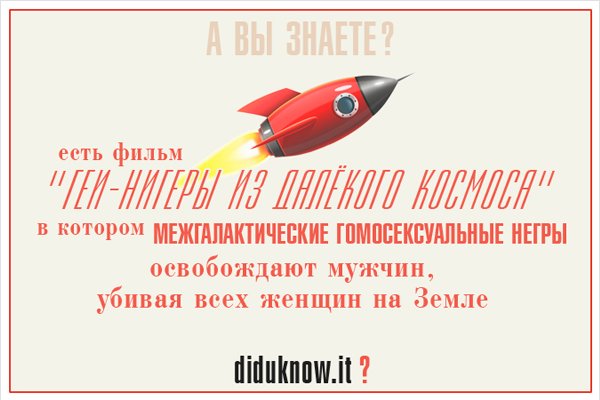 А ВЫ ЗНАЕТЕ?
есть фильм
"ГЕИ-НИГЕРЫ ИЗ ДАЛЁКОГО КОСМОСА"
в котором МЕЖГАЛАКТИЧЕСКИЕ ГОМОСЕКСУАЛЬНЫЕ НЕГРЫ
освобождают мужчин,
убивая всех женщин на Земле
diduknow.it ?